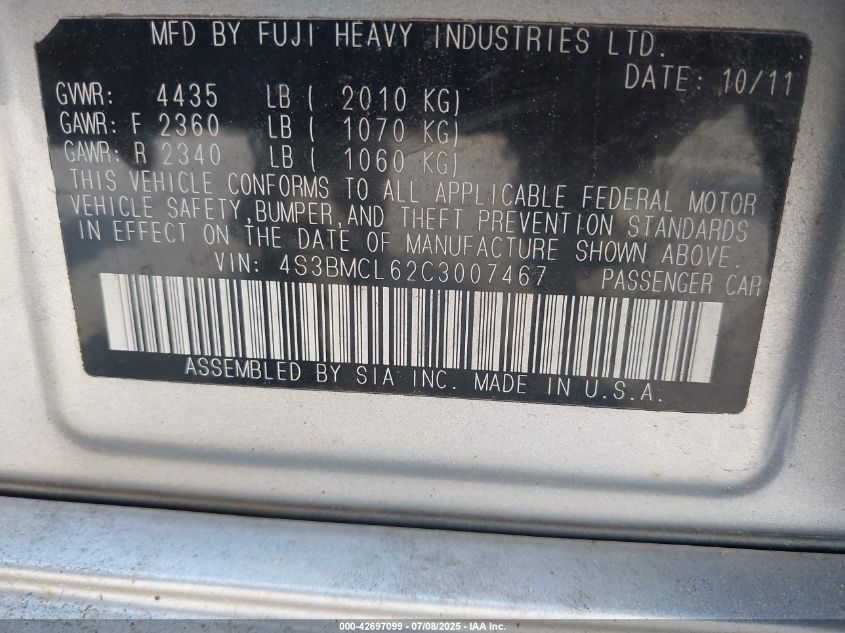 MFD BY FUJI HEAVY INDUSTRIES LTD.
DATE: 10/11
GVWR: 4435 LB ( 2010 KG)
GAWR: F 2360 LB ( 1070 KG)
GAWR: R 2340 LB ( 1060 KG)
THIS VEHICLE CONFORMS TO ALL APPLICABLE FEDERAL MOTOR
VEHICLE SAFETY, BUMPER, AND THEFT PREVENTION STANDARDS
IN EFFECT ON THE DATE OF MANUFACTURE SHOWN ABOVE.
VIN: 4S3BMCL62C3007467 PASSENGER CAR
ASSEMBLED BY SIA INC. MADE IN U.S.A.
000-42697099 - 07/08/2025 - IAA Inc.